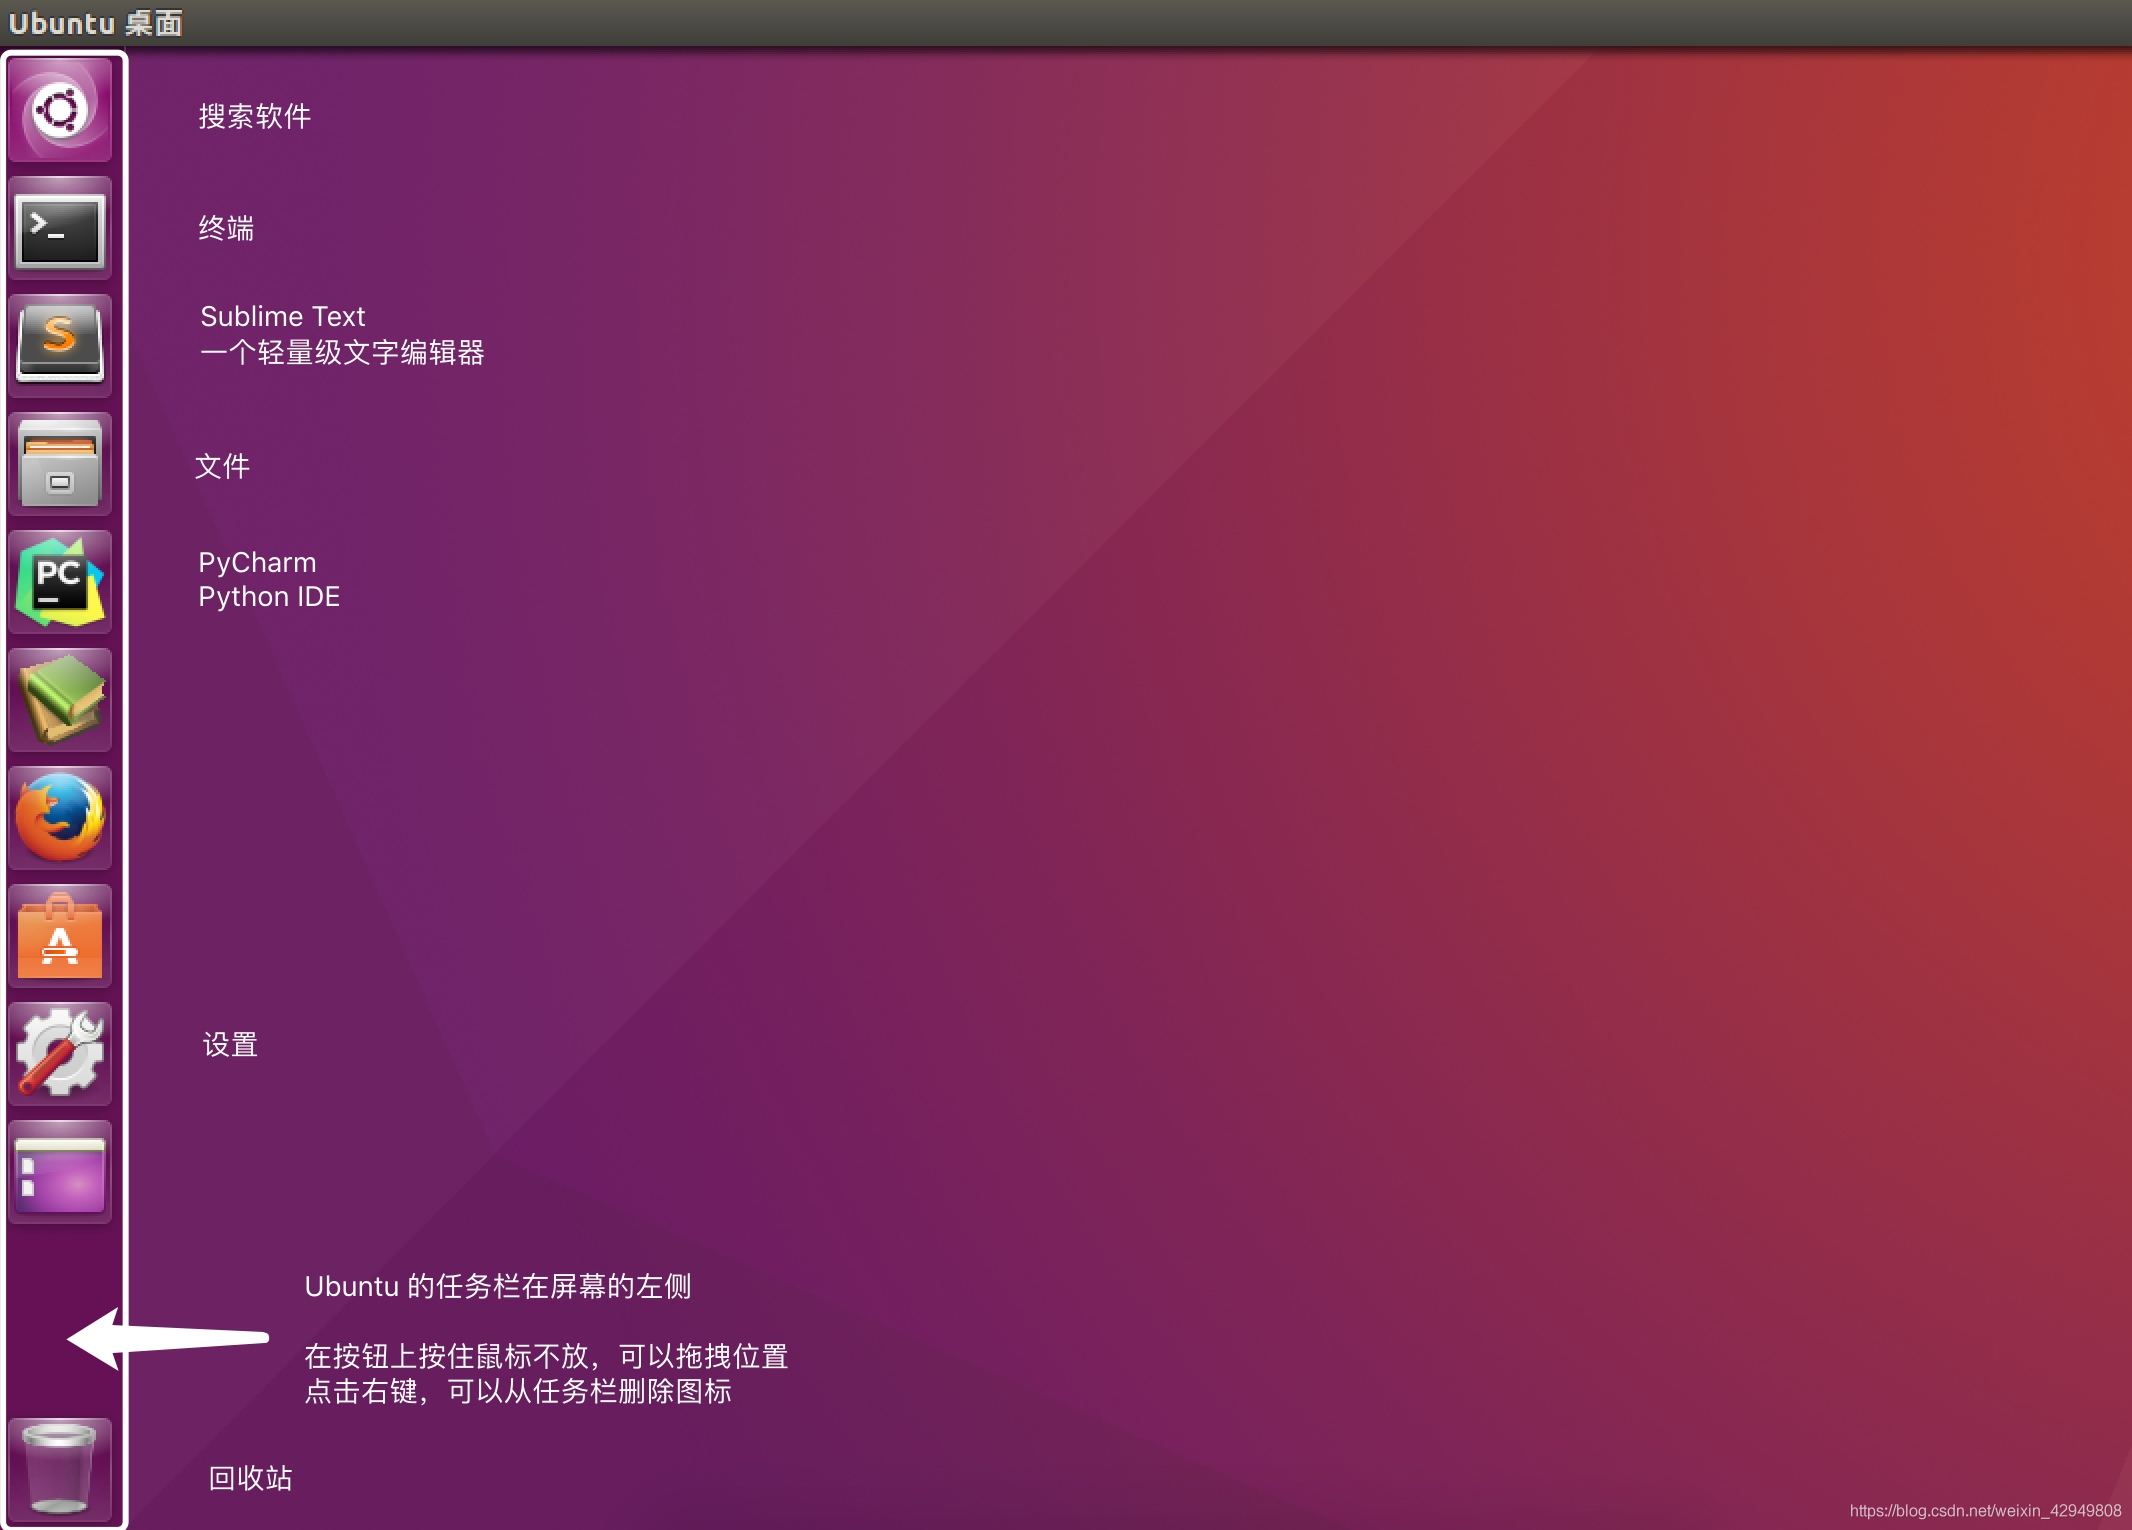 Ubuntu 桌面
搜索软件
终端
Sublime Text
一个轻量级文字编辑器
文件
PyCharm
Python IDE
设置
Ubuntu 的任务栏在屏幕的左侧
在按钮上按住鼠标不放，可以拖拽位置
点击右键，可以从任务栏删除图标
回收站
https://blog.csdn.net/weixin_42949808
>_
S
PC
A